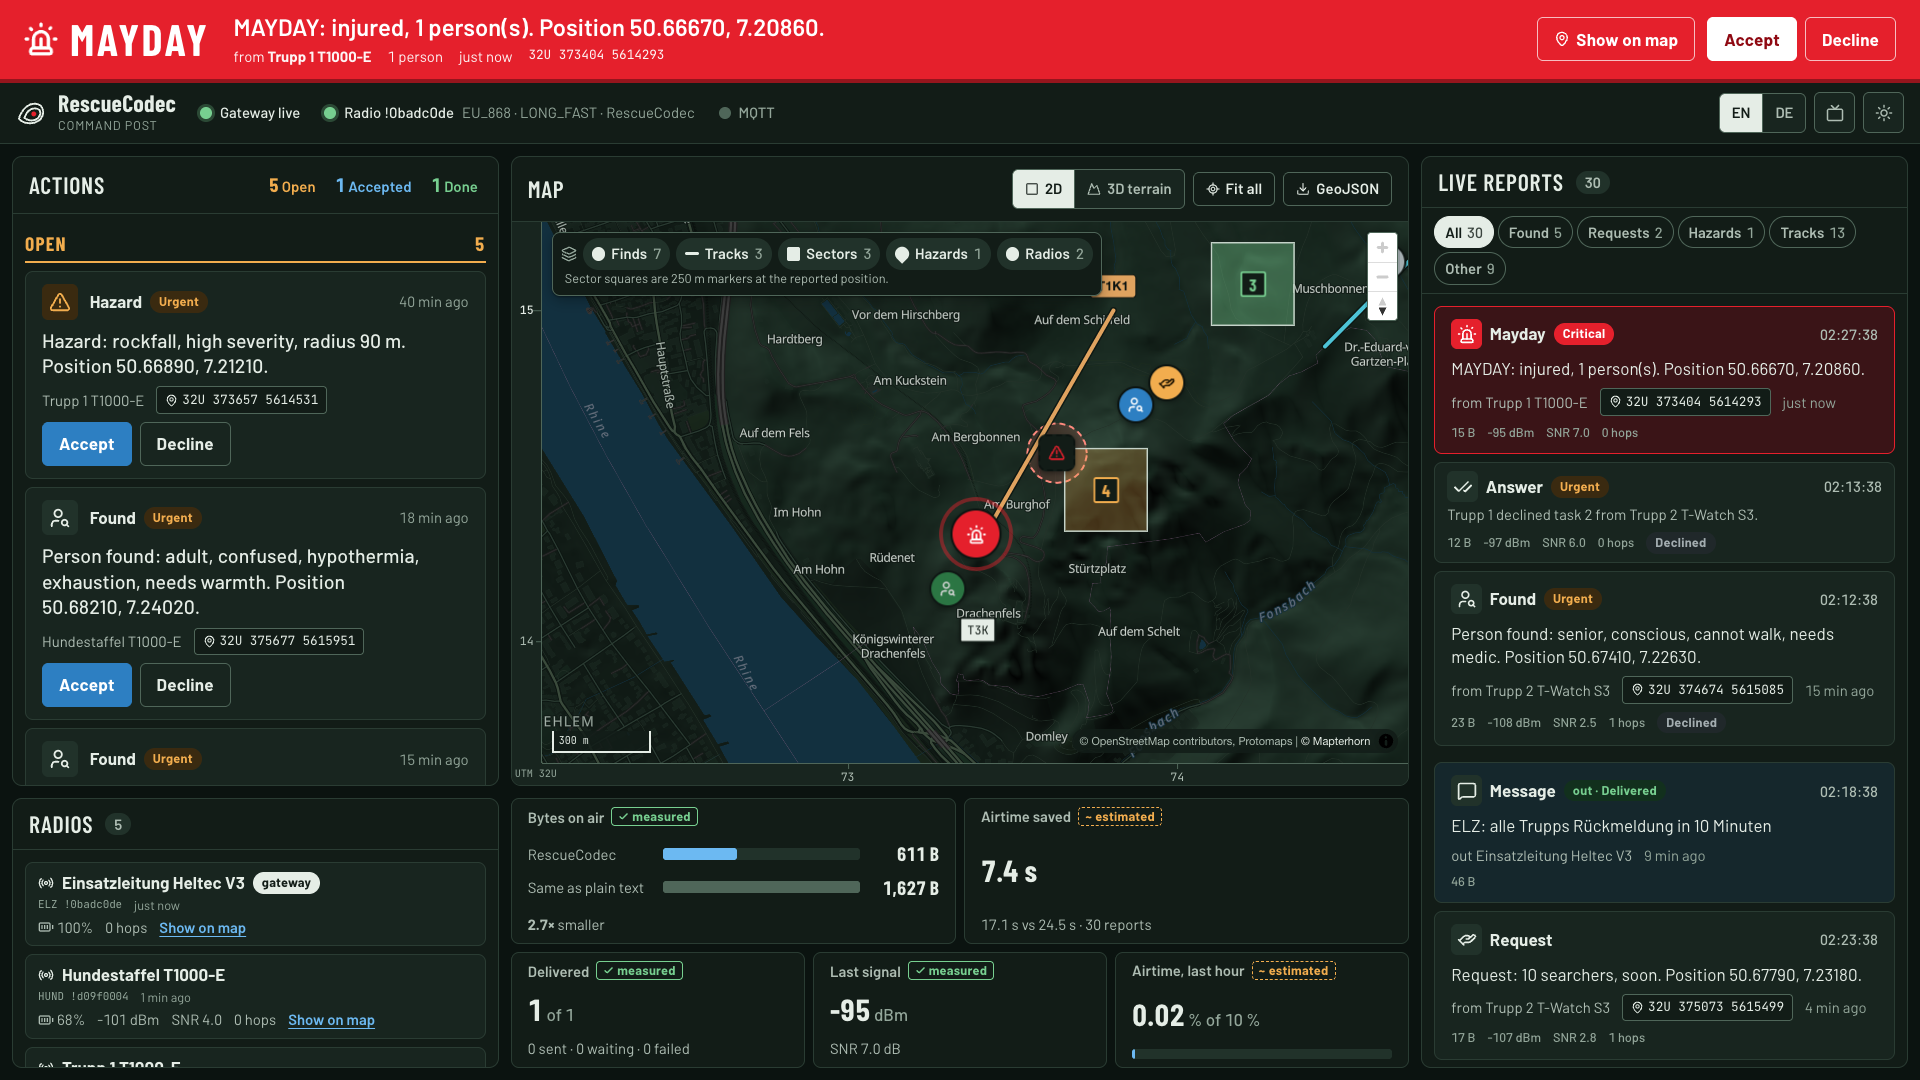 MAYDAY
MAYDAY: injured, 1 person(s). Position 50.66670, 7.20860.
from Trupp 1 T1000-E 1 person just now 32U 373404 5614293
Show on map
Accept
Decline
RescueCodec
COMMAND POST
Gateway live
Radio !0badc0de EU_868 · LONG_FAST · RescueCodec
MQTT
EN
DE
ACTIONS
5 Open
1 Accepted
1 Done
OPEN 5
Hazard Urgent 40 min ago
Hazard: rockfall, high severity, radius 90 m.
Position 50.66890, 7.21210.
Trupp 1 T1000-E 32U 373657 5614531
Accept Decline
Found Urgent 18 min ago
Person found: adult, confused, hypothermia,
exhaustion, needs warmth. Position
50.68210, 7.24020.
Hundestaffel T1000-E 32U 375677 5615951
Accept Decline
Found Urgent 15 min ago
RADIOS 5
Einsatzleitung Heltec V3 gateway
ELZ !0badc0de just now
100% 0 hops Show on map
Hundestaffel T1000-E
HUND !d09f0004 1 min ago
68% -101 dBm SNR 4.0 0 hops Show on map
Trupp 1 T1000-E
MAP
2D
3D terrain
Fit all
GeoJSON
Finds 7
Tracks 3
Sectors 3
Hazards 1
Radios 2
Sector squares are 250 m markers at the reported position.
T1K1
3
15
Muschbonner
Vor dem Hirschberg
Auf dem Schifeld
Hardtberg
Hauptstraße
Dr.-Eduard-
Gartzen-Pl
Am Kuckstein
Rhine
Auf dem Fels
Am Bergbonnen
4
Am Burghof
Im Hohn
Rüdenet
Am Hohn
Stürtzplatz
Fonsbach
Drachenfels
T3K
Auf dem Schelt
14
Königswinterer
Drachenfels
Rhine
EHLEM
bach
300 m
Domley
© OpenStreetMap contributors, Protomaps | © Mapterhorn
UTM 32U
73
74
Bytes on air measured
RescueCodec 611 B
Same as plain text 1,627 B
2.7× smaller
Airtime saved ~ estimated
7.4 s
17.1 s vs 24.5 s · 30 reports
Delivered measured
1 of 1
0 sent · 0 waiting · 0 failed
Last signal measured
-95 dBm
SNR 7.0 dB
Airtime, last hour ~ estimated
0.02 % of 10 %
LIVE REPORTS 30
All 30
Found 5
Requests 2
Hazards 1
Tracks 13
Other 9
Mayday Critical 02:27:38
MAYDAY: injured, 1 person(s). Position 50.66670, 7.20860.
from Trupp 1 T1000-E 32U 373404 5614293 just now
15 B -95 dBm SNR 7.0 0 hops
Answer Urgent 02:13:38
Trupp 1 declined task 2 from Trupp 2 T-Watch S3.
12 B -97 dBm SNR 6.0 0 hops Declined
Found Urgent 02:12:38
Person found: senior, conscious, cannot walk, needs
medic. Position 50.67410, 7.22630.
from Trupp 2 T-Watch S3 32U 374674 5615085 15 min ago
23 B -108 dBm SNR 2.5 1 hops Declined
Message out · Delivered 02:18:38
ELZ: alle Trupps Rückmeldung in 10 Minuten
out Einsatzleitung Heltec V3 9 min ago
46 B
Request 02:23:38
Request: 10 searchers, soon. Position 50.67790, 7.23180.
from Trupp 2 T-Watch S3 32U 375073 5615499 4 min ago
17 B -107 dBm SNR 2.8 1 hops